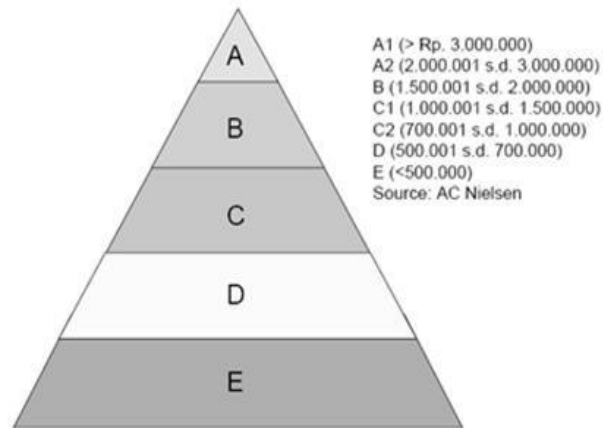 A
B
C
D
E
A1 (> Rp. 3.000.000)
A2 (2.000.001 s.d. 3.000.000)
B (1.500.001 s.d. 2.000.000)
C1 (1.000.001 s.d. 1.500.000)
C2 (700.001 s.d. 1.000.000)
D (500.001 s.d. 700.000)
E (<500.000)
Source: AC Nielsen